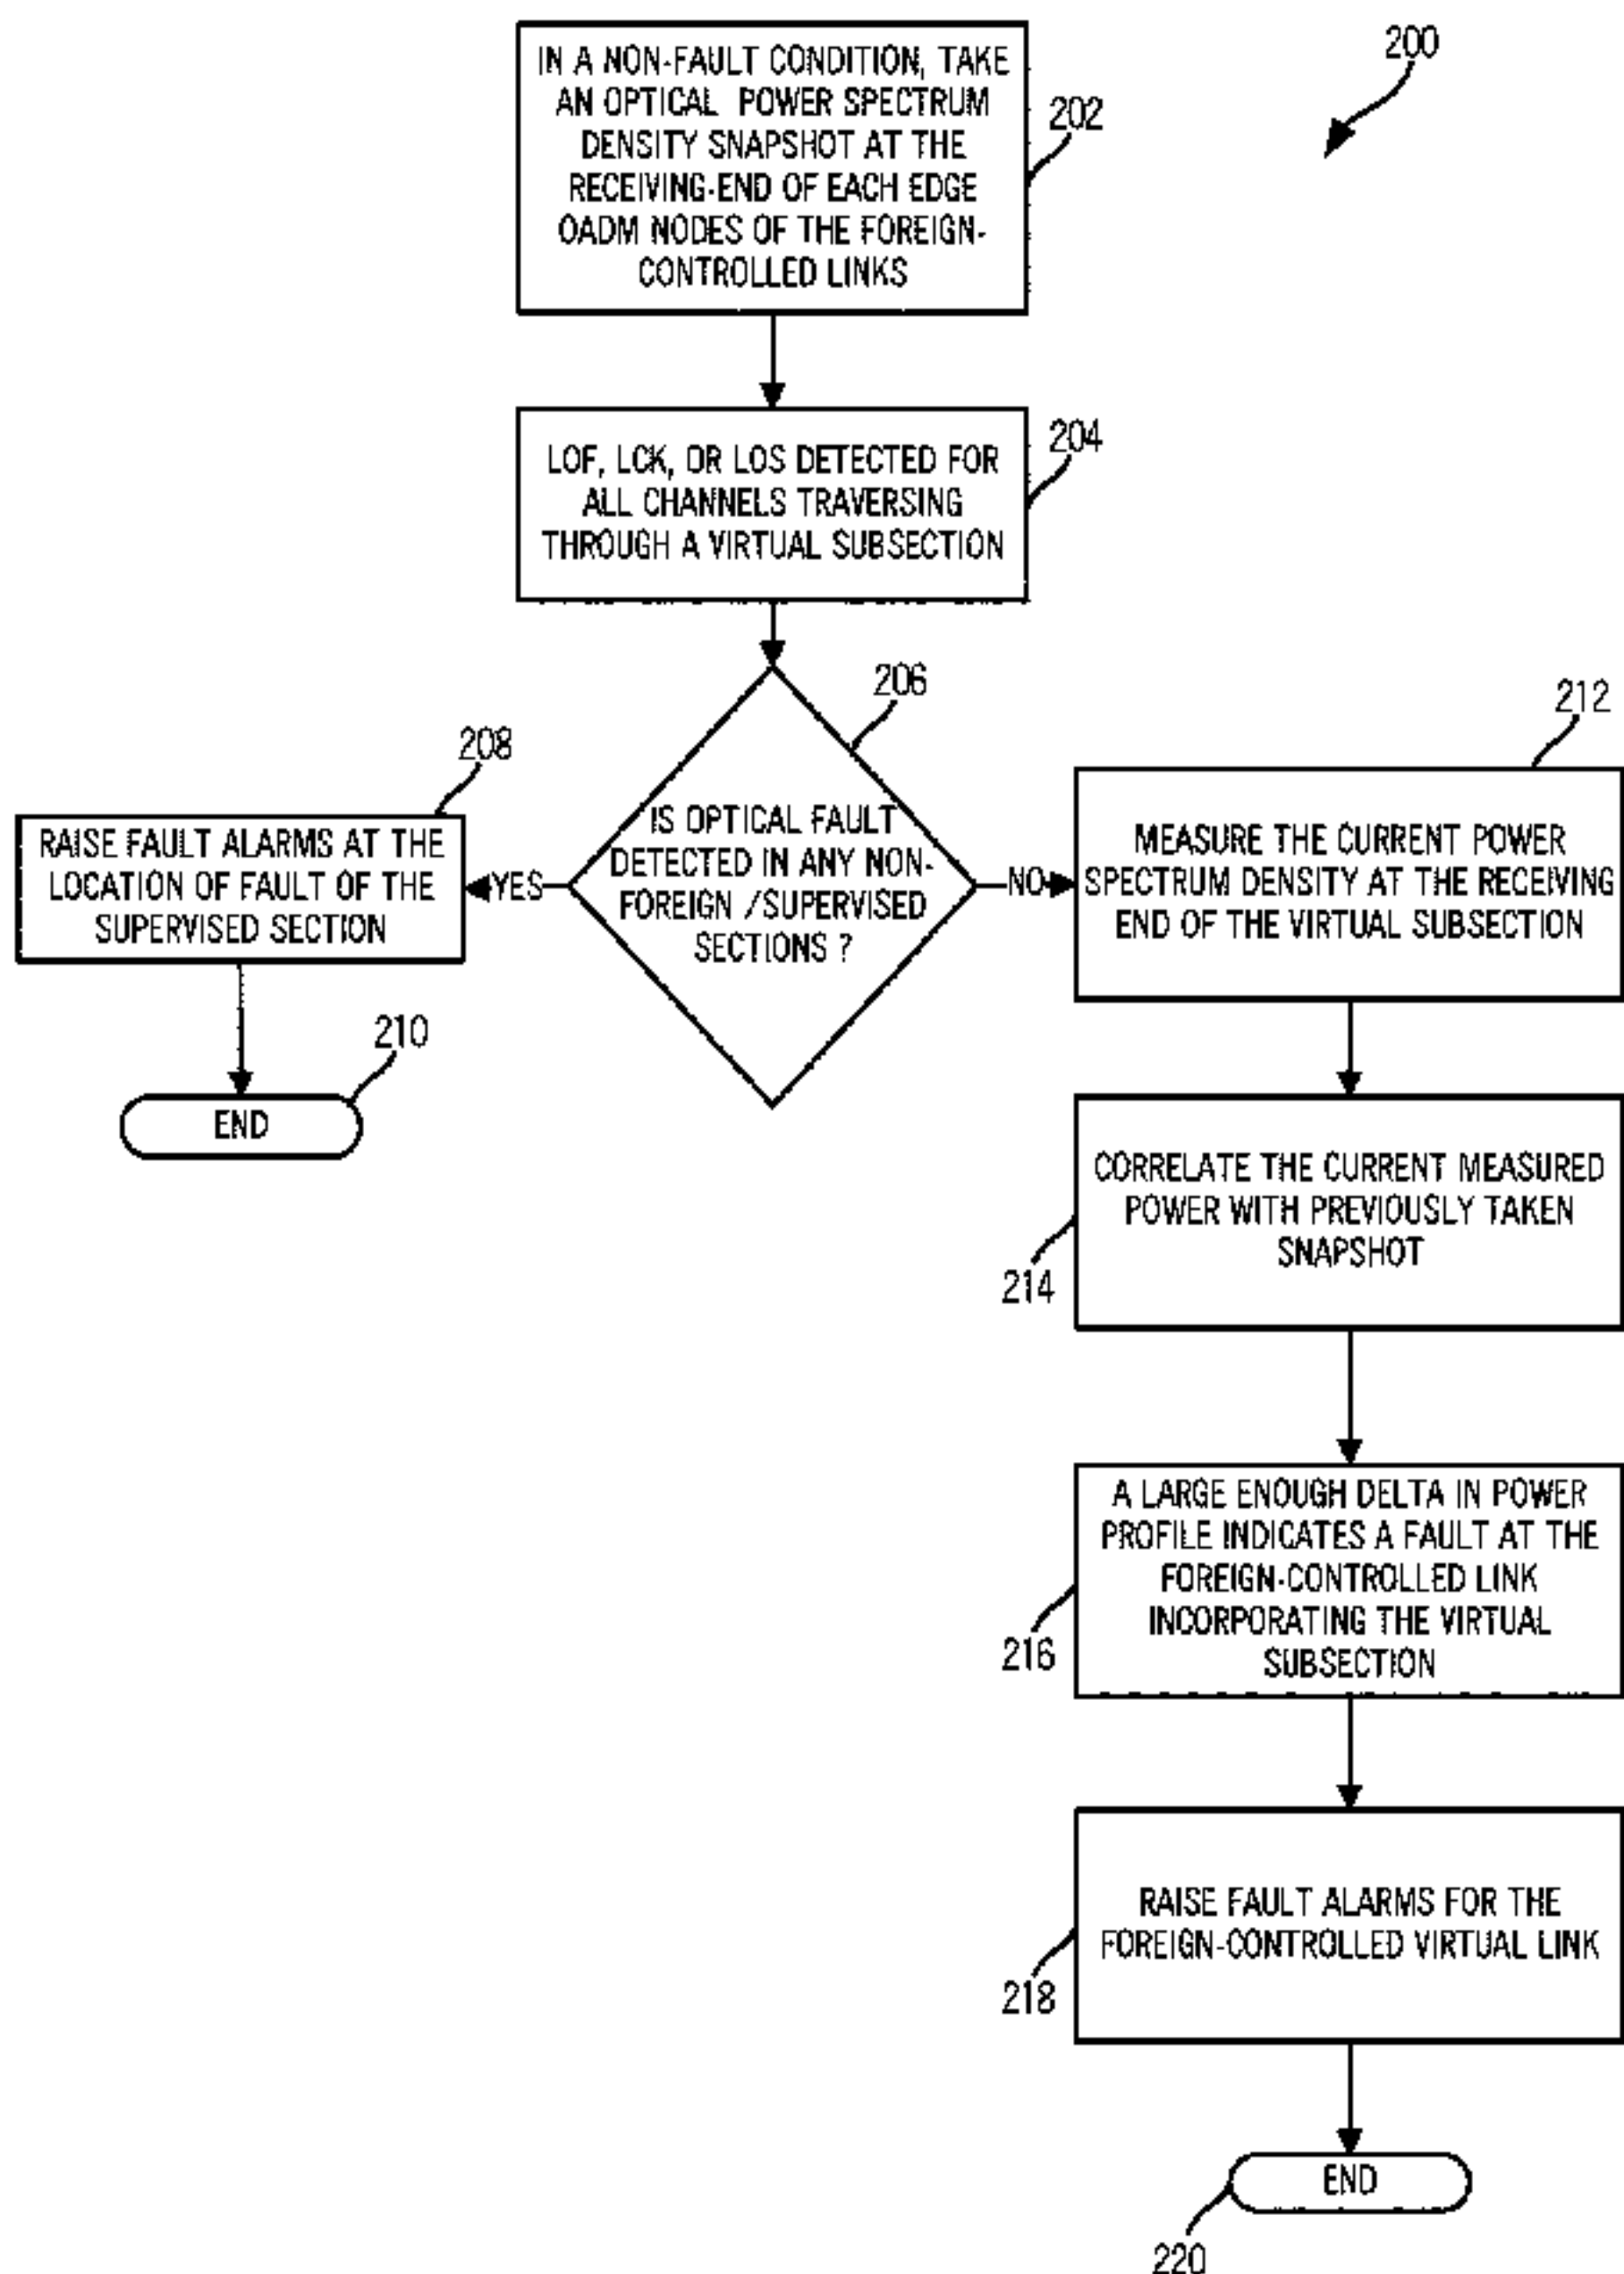 200
IN A NON-FAULT CONDITION, TAKE
AN OPTICAL POWER SPECTRUM
DENSITY SNAPSHOT AT THE
RECEIVING-END OF EACH EDGE
OADM NODES OF THE FOREIGN-
CONTROLLED LINKS
202
LOF, LCK, OR LOS DETECTED FOR
ALL CHANNELS TRAVERSING
THROUGH A VIRTUAL SUBSECTION
204
206
IS OPTICAL FAULT
DETECTED IN ANY NON-
FOREIGN /SUPERVISED
SECTIONS ?
YES
208
RAISE FAULT ALARMS AT THE
LOCATION OF FAULT OF THE
SUPERVISED SECTION
210
END
NO
212
MEASURE THE CURRENT POWER
SPECTRUM DENSITY AT THE RECEIVING
END OF THE VIRTUAL SUBSECTION
CORRELATE THE CURRENT MEASURED
POWER WITH PREVIOUSLY TAKEN
SNAPSHOT
214
A LARGE ENOUGH DELTA IN POWER
PROFILE INDICATES A FAULT AT THE
FOREIGN-CONTROLLED LINK
INCORPORATING THE VIRTUAL
SUBSECTION
216
RAISE FAULT ALARMS FOR THE
FOREIGN-CONTROLLED VIRTUAL LINK
218
END
220